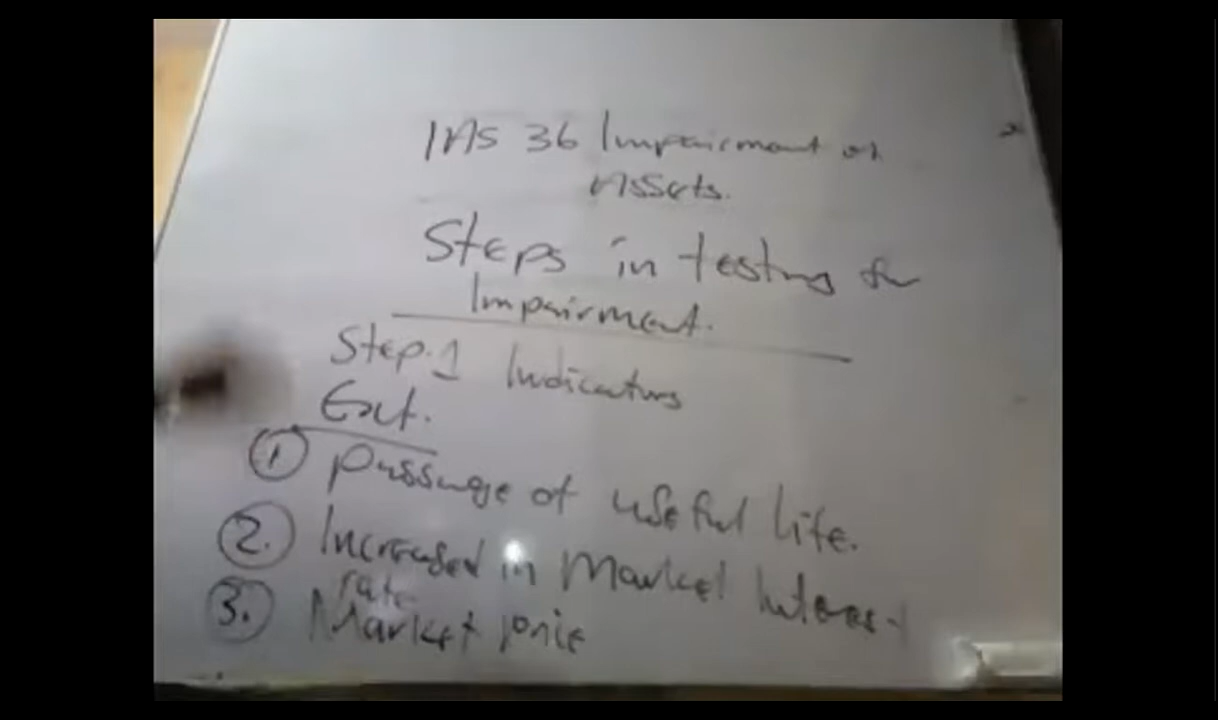 IAS 36 Impairment of
Assets.
Steps in testing for
Impairment.
Step.1 Indicators
Ext.
① passage of useful life.
②. Increased in Market Interest
rate
③. Market price